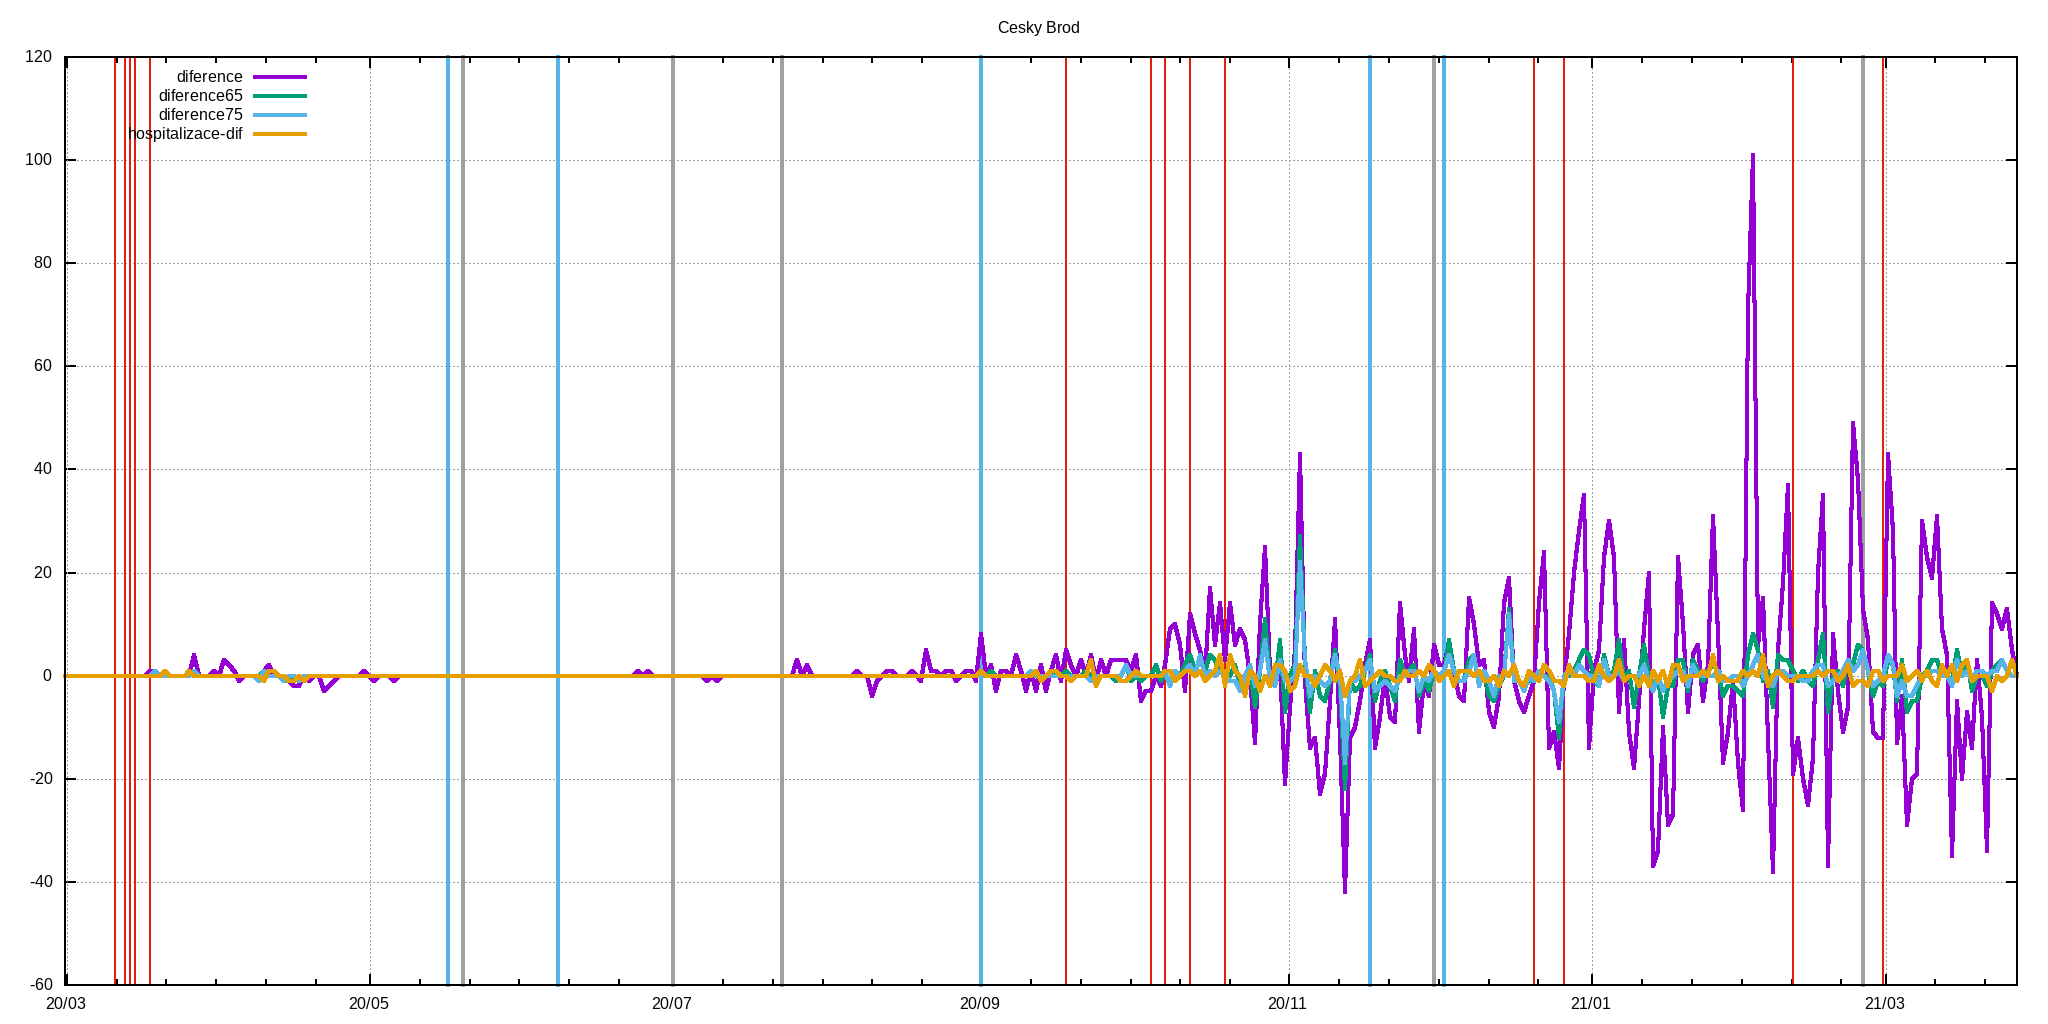 Cesky Brod
120
100
80
60
40
20
0
-20
-40
-60
diference
diference65
diference75
hospitalizace-dif
20/03 20/05 20/07 20/09 20/11 21/01 21/03